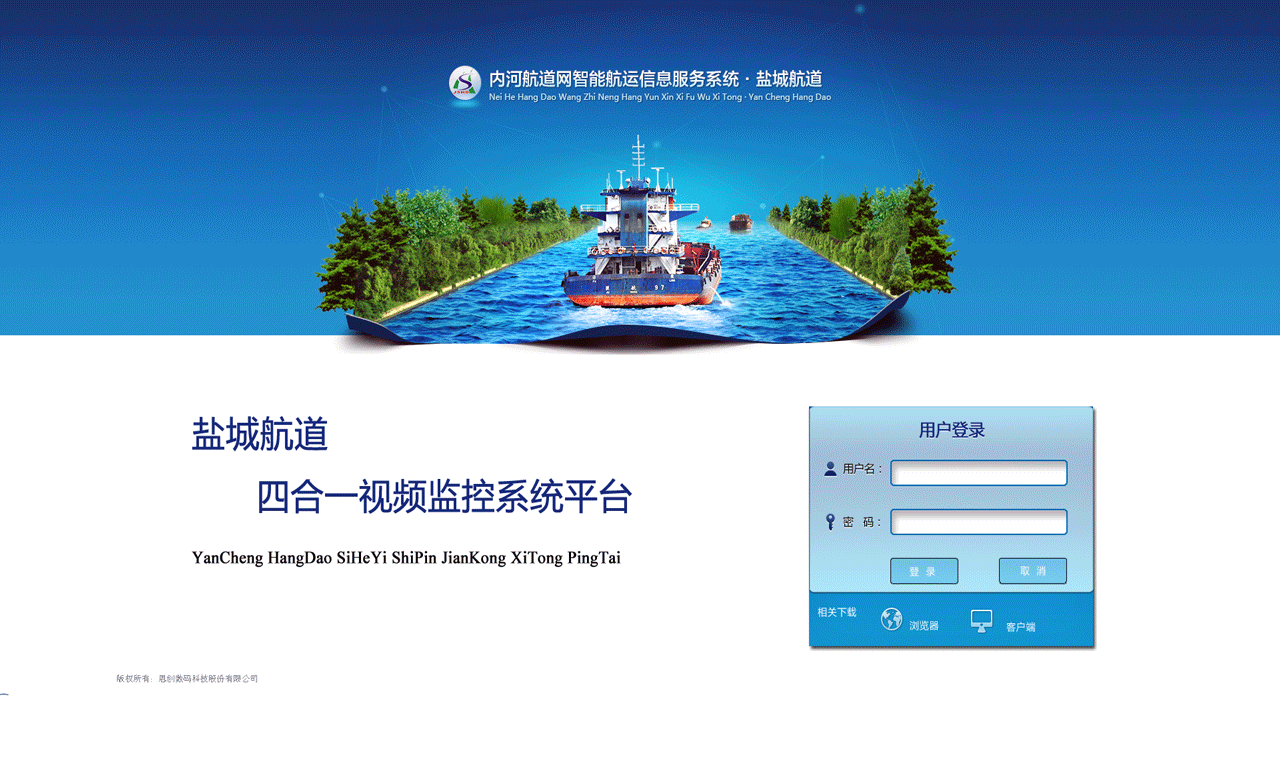 内河航道网智能航运信息服务系统·盐城航道
Nei He Hang Dao Wang Zhi Neng Hang Yun Xin Xi Fu Wu Xi Tong · Yan Cheng Hang Dao
盐城航道
四合一视频监控系统平台
YanCheng HangDao SiHeYi ShiPin JianKong XiTong PingTai
用户登录
用户名：
密 码：
登 录 取 消
相关下载 浏览器 客户端
版权所有：恩创数码科技股份有限公司